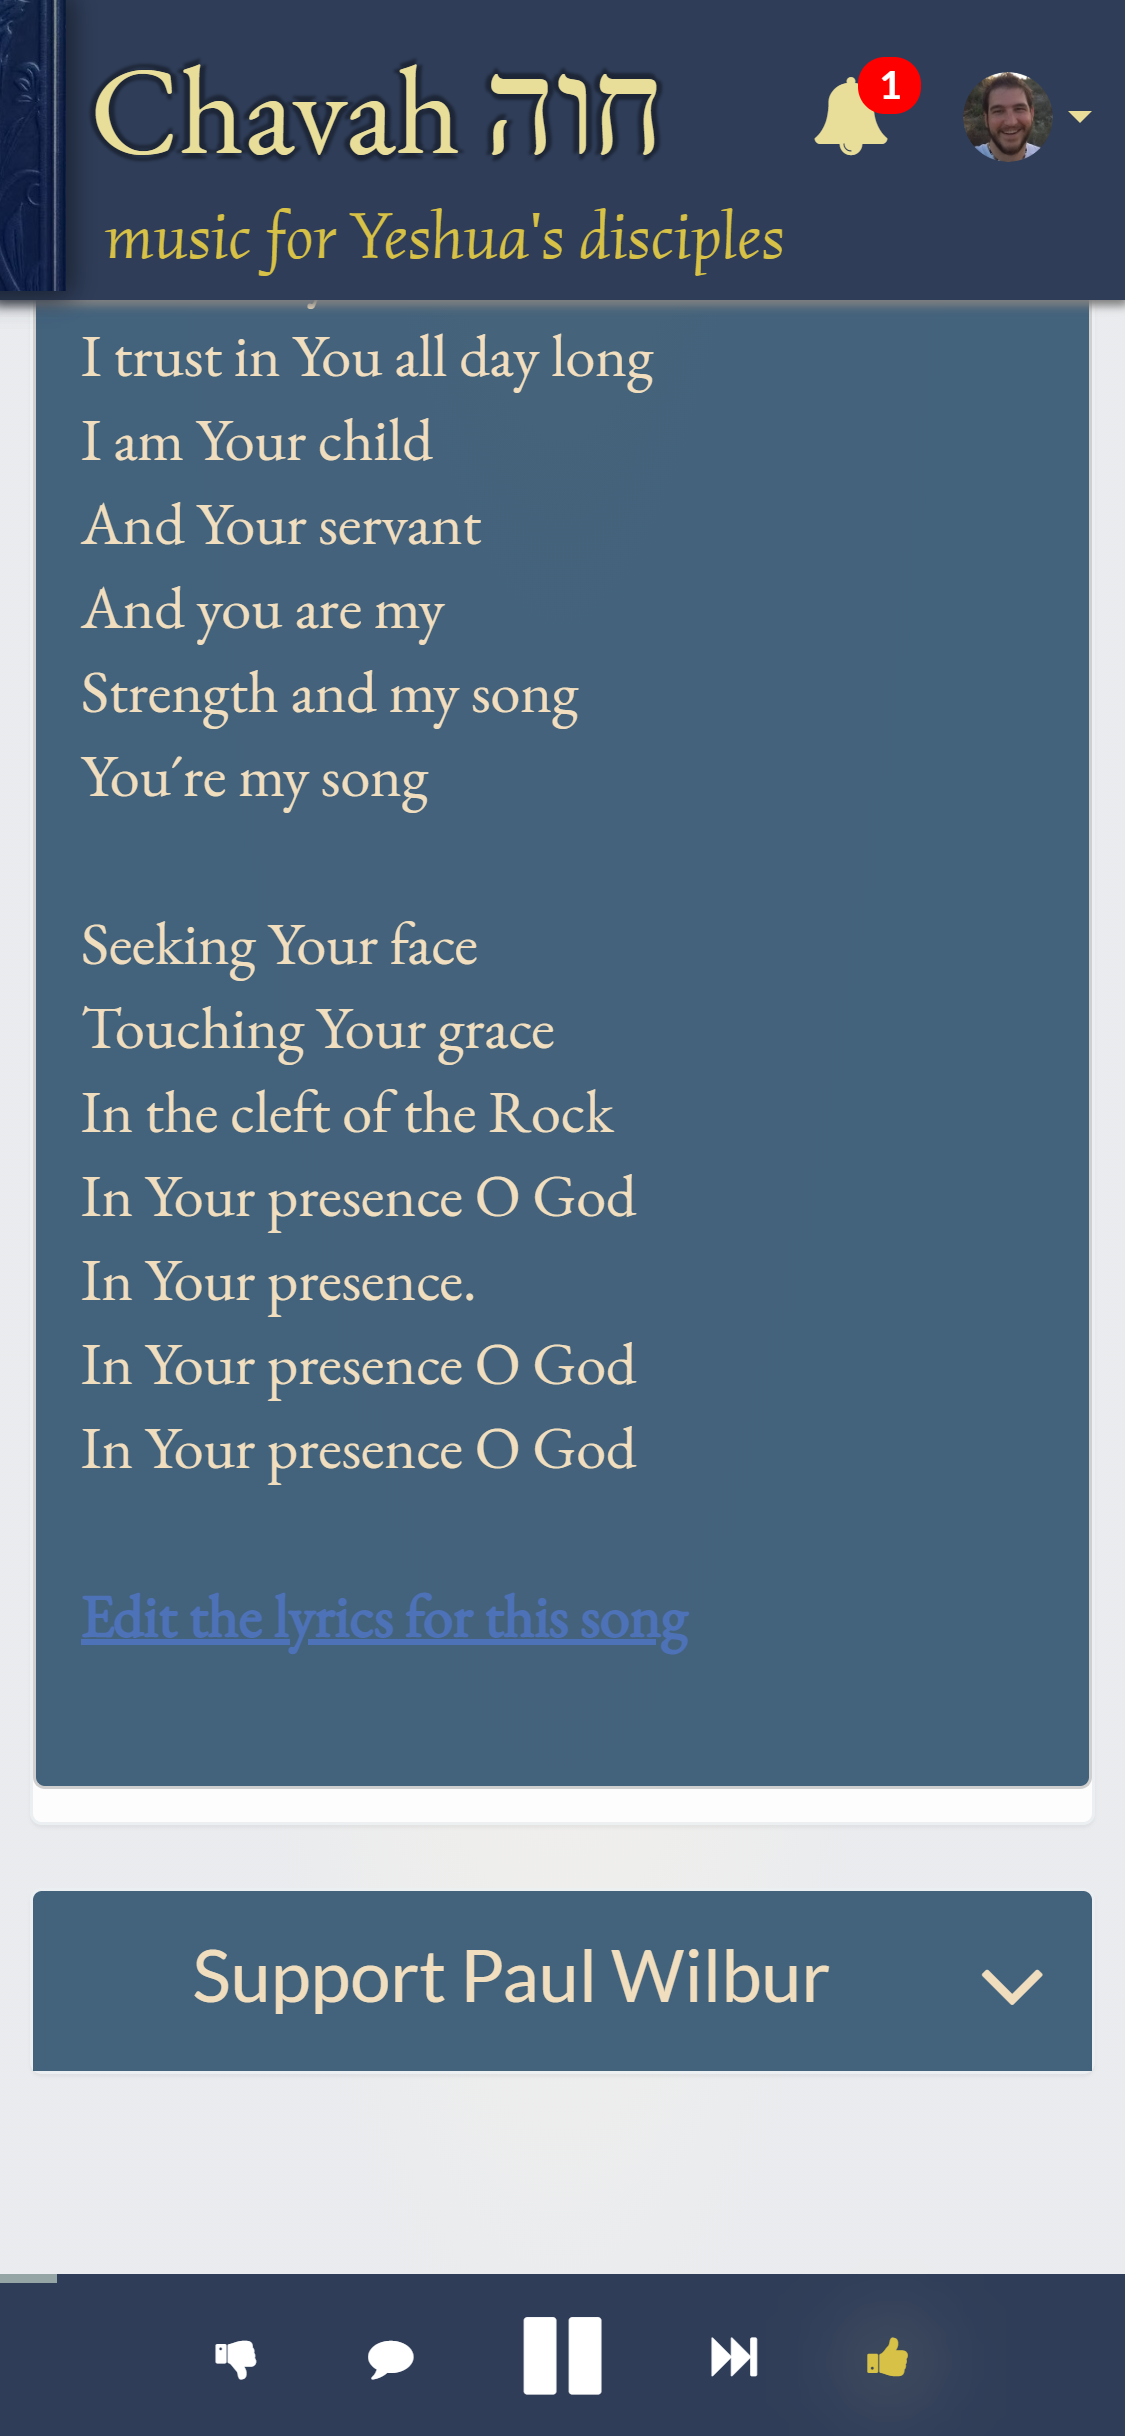 Chavah חוה
1
music for Yeshua's disciples
I trust in You all day long
I am Your child
And Your servant
And you are my
Strength and my song
You´re my song
Seeking Your face
Touching Your grace
In the cleft of the Rock
In Your presence O God
In Your presence.
In Your presence O God
In Your presence O God
Edit the lyrics for this song
Support Paul Wilbur